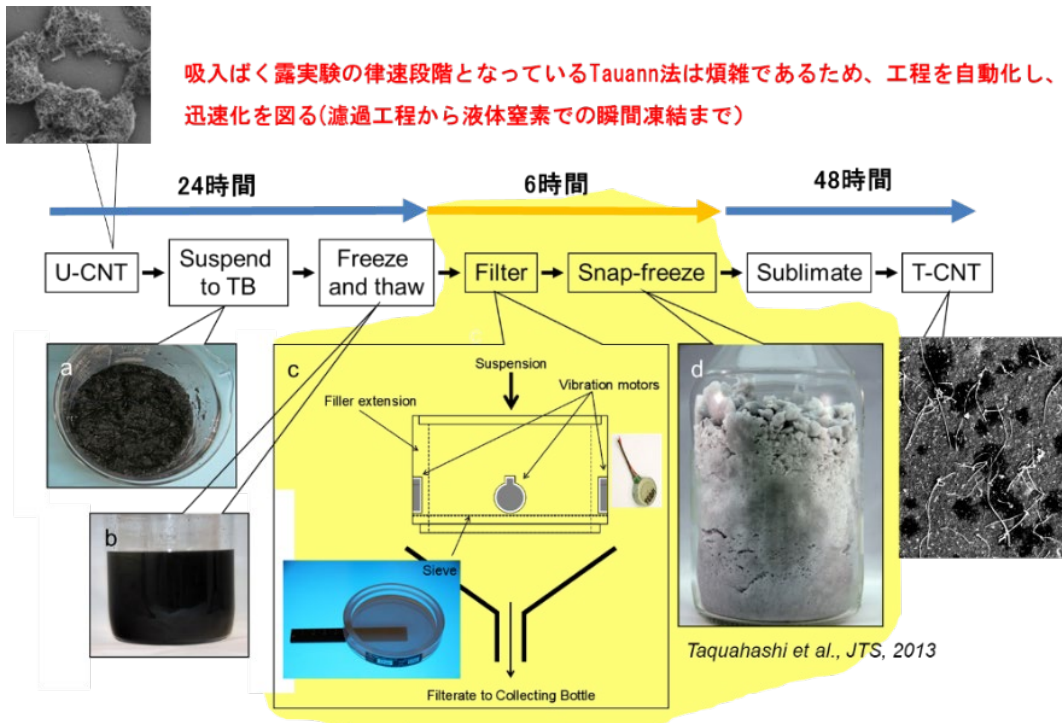 吸入ばく露実験の律速段階となっているTauann法は煩雑であるため、工程を自動化し、
迅速化を図る(濾過工程から液体窒素での瞬間凍結まで)
24時間
6時間
48時間
U-CNT
Suspend
to TB
Freeze
and thaw
Filter
Snap-freeze
Sublimate
T-CNT
a
b
c
Suspension
Filler extension
Vibration motors
Sieve
Filterate to Collecting Bottle
d
Taquahashi et al., JTS, 2013